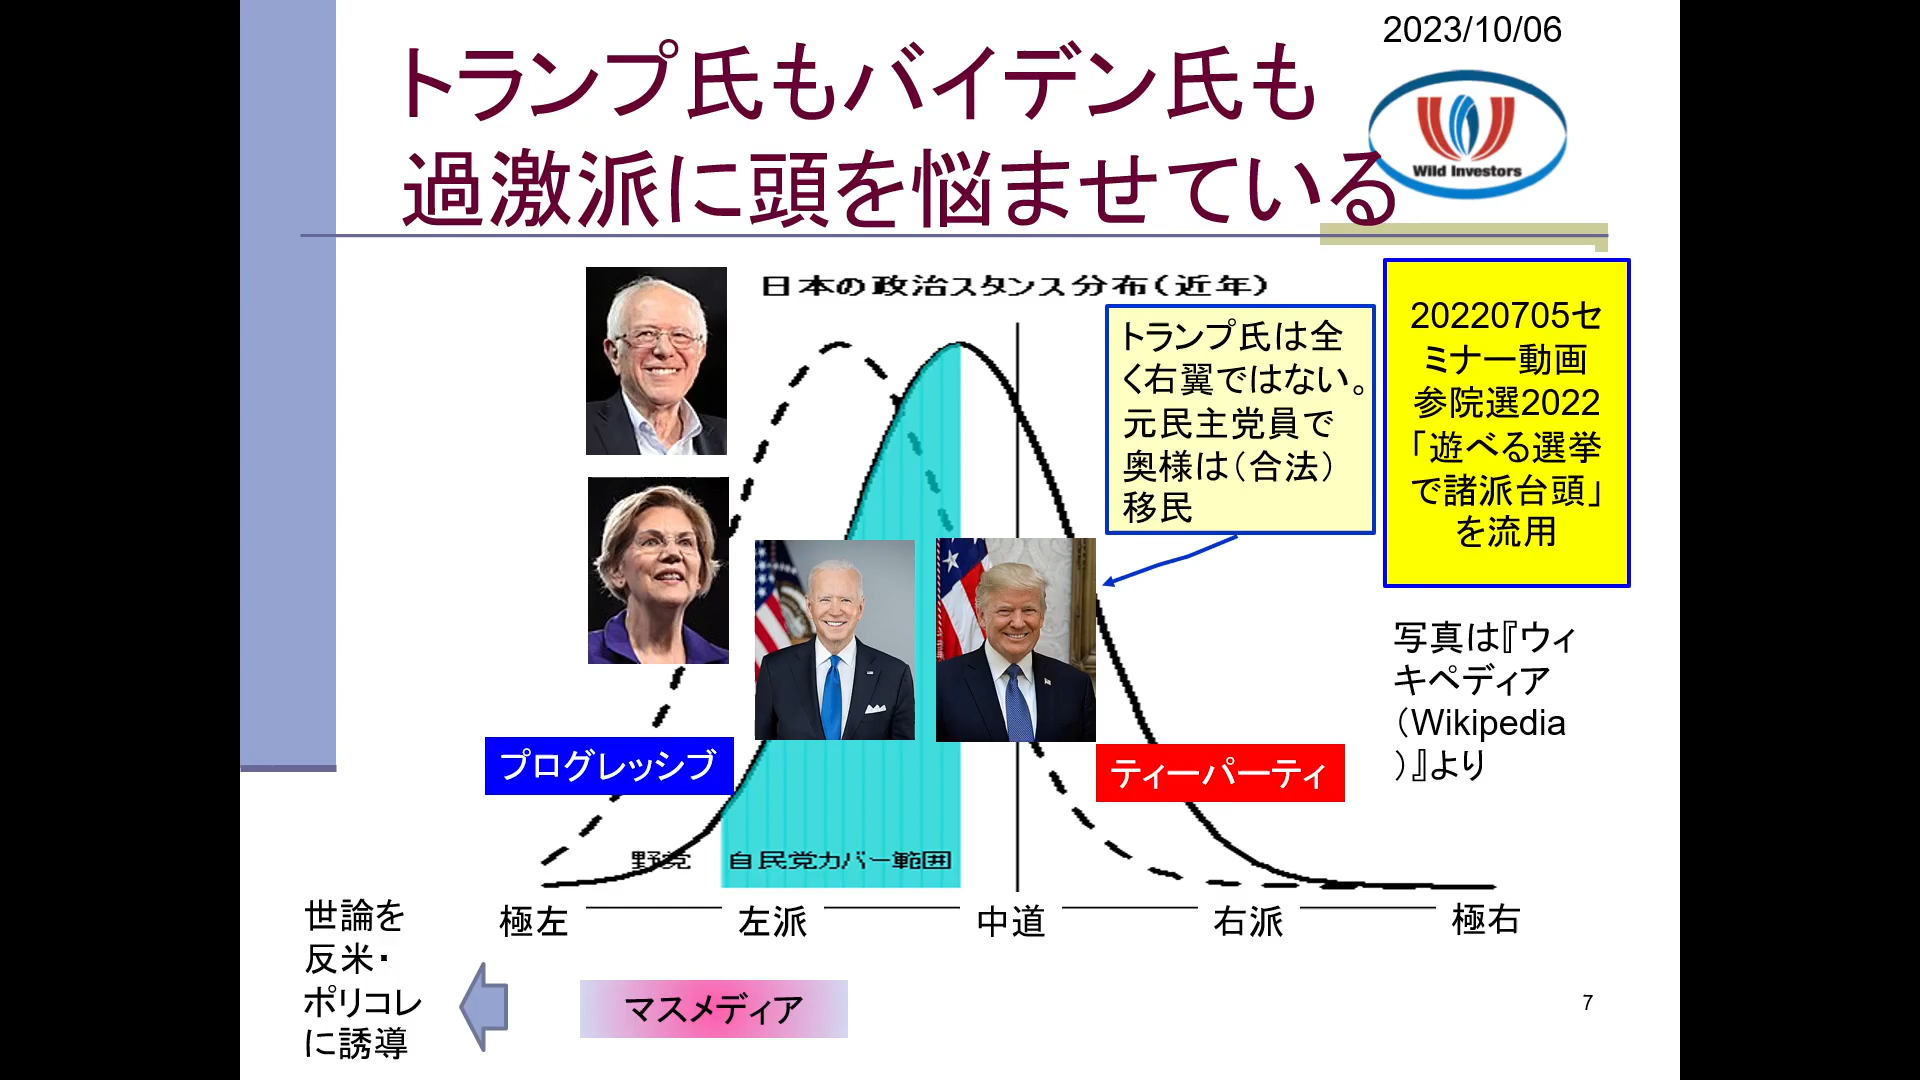 2023/10/06
トランプ氏もバイデン氏も
過激派に頭を悩ませている
Wild Investors
日本の政治スタンス分布(近年)
トランプ氏は全
く右翼ではない。
元民主党員で
奥様は(合法)
移民
20220705セ
ミナー動画
参院選2022
「遊べる選挙
で諸派台頭」
を流用
写真は『ウィ
キペディア
(Wikipedia
)』より
プログレッシブ
ティーパーティ
野党
自民党カバー範囲
極左
左派
中道
右派
極右
世論を
反米・
ポリコレ
に誘導
マスメディア
7